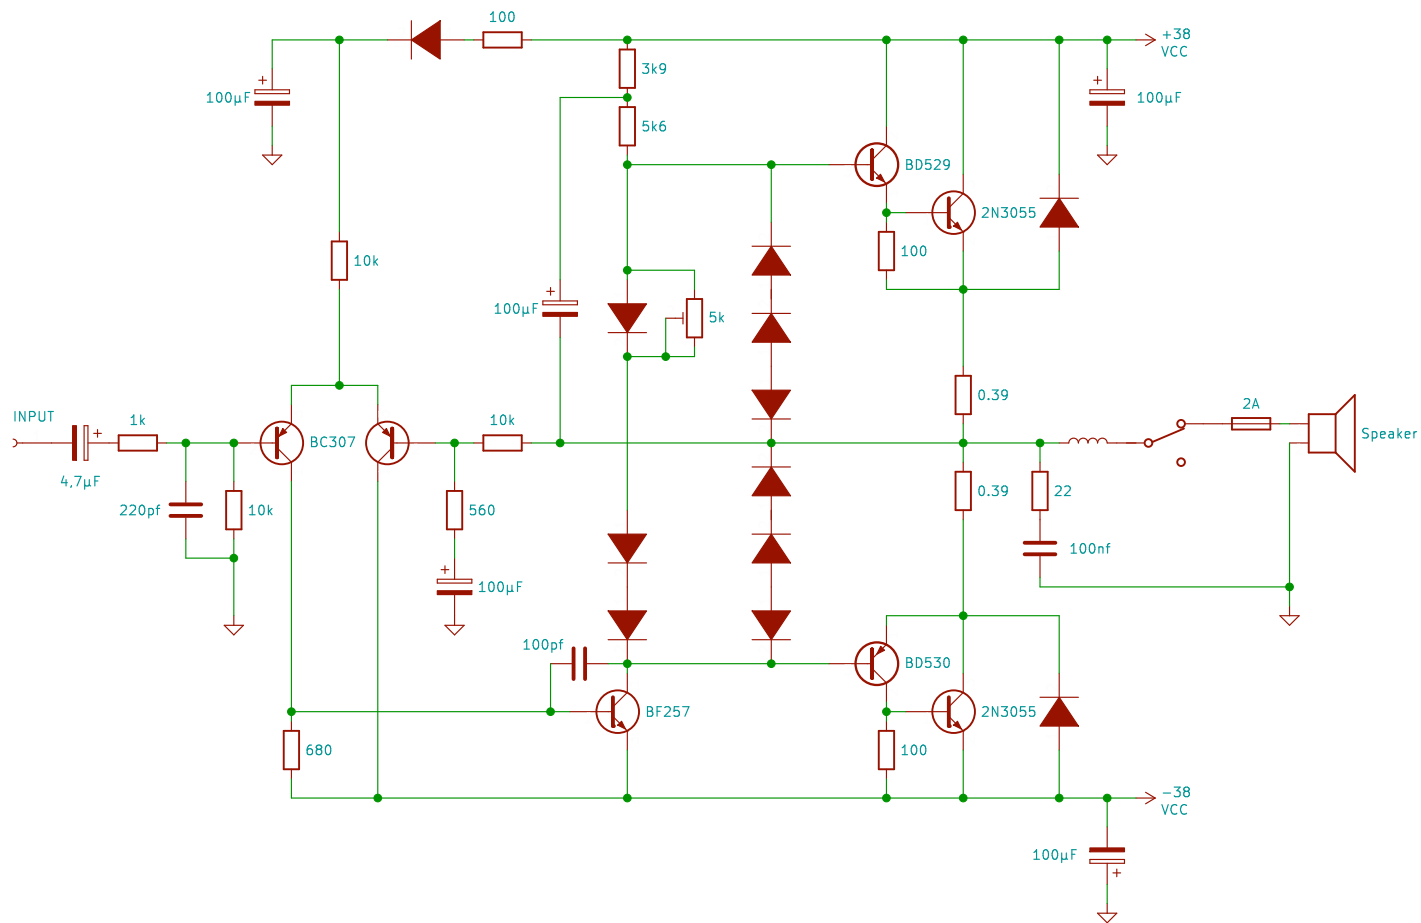 100
+38
VCC
3k9
100µF
100µF
5k6
BD529
2N3055
10k
100
100µF
5k
0.39
INPUT
1k
BC307
10k
2A
Speaker
4,7µF
220pf
10k
560
0.39
22
100nf
100µF
100pf
BD530
BF257
2N3055
680
100
-38
VCC
100µF
+
+
+
+
+
+